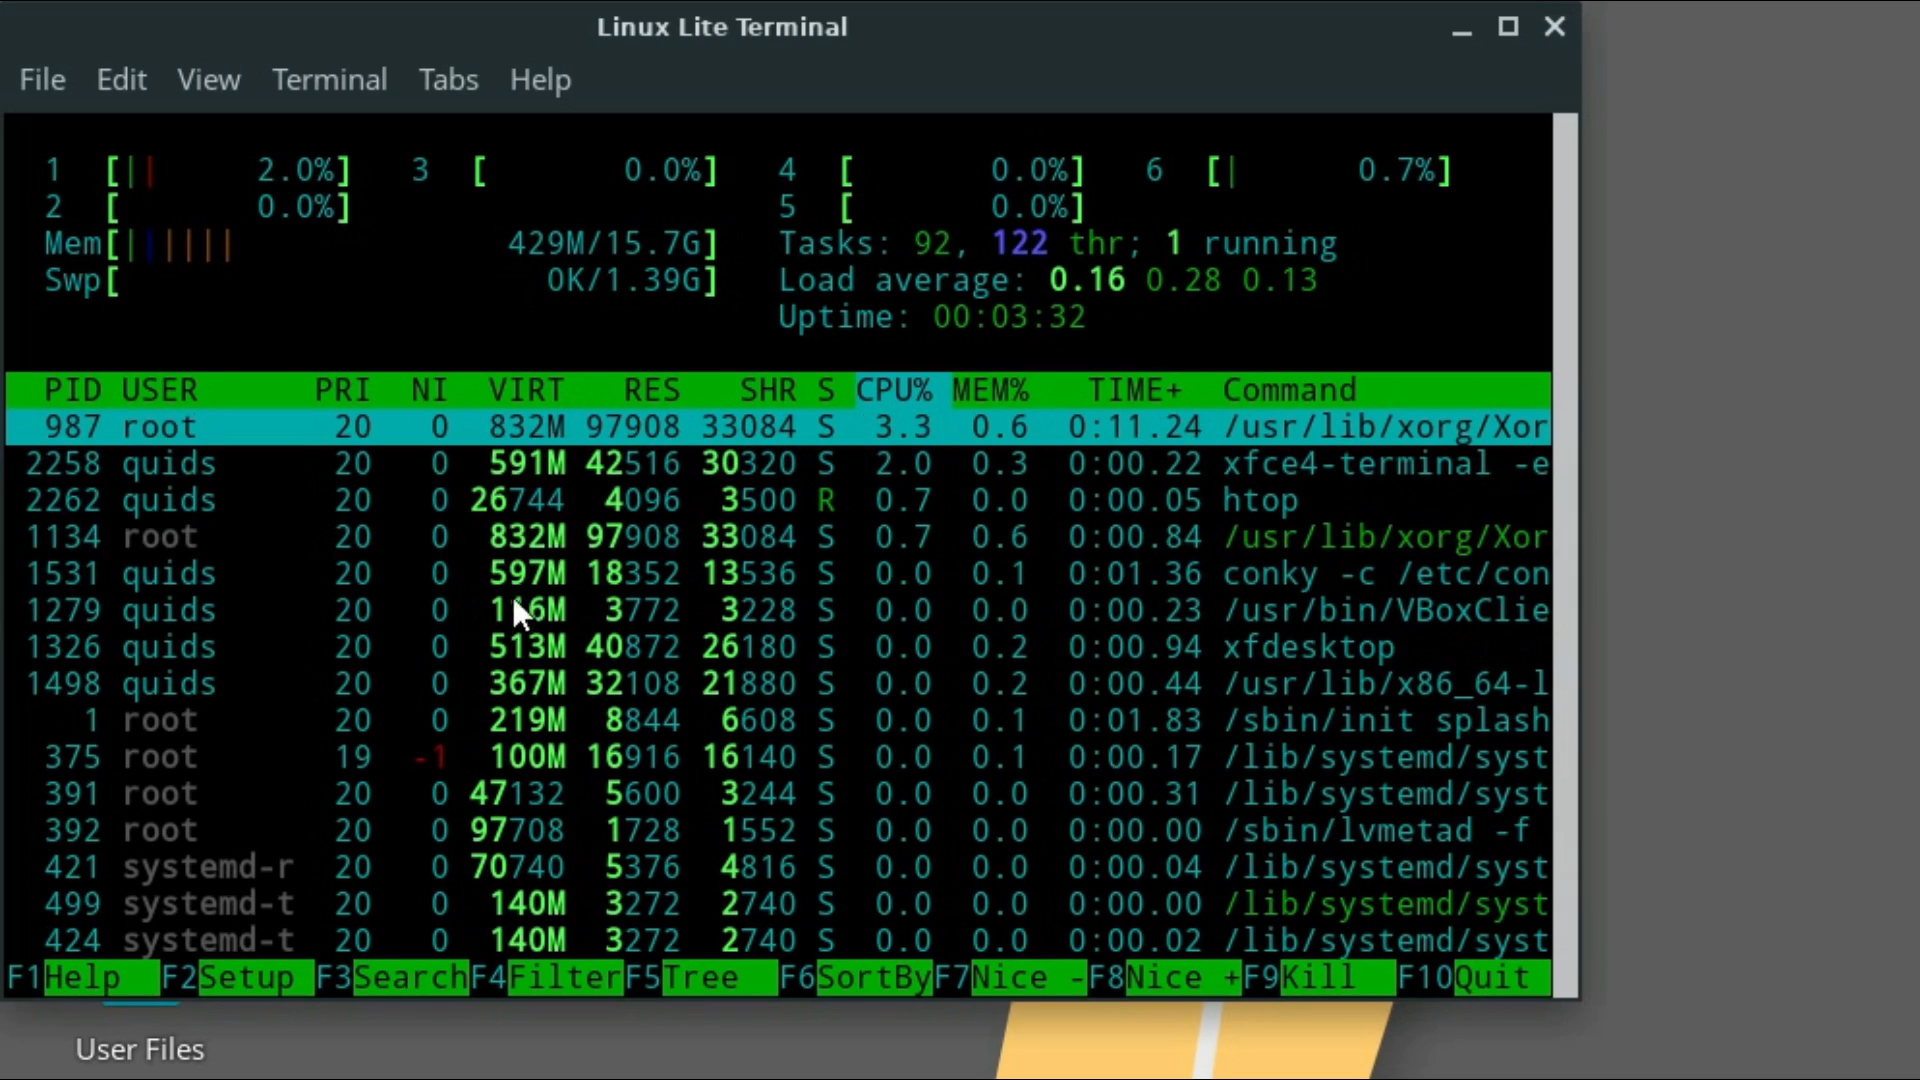 Linux Lite Terminal
File Edit View Terminal Tabs Help
1 [|| 2.0%] 3 [ 0.0%] 4 [ 0.0%] 6 [| 0.7%]
2 [ 0.0%] 5 [ 0.0%]
Mem[|||||| 429M/15.7G] Tasks: 92, 122 thr; 1 running
Swp[ 0K/1.39G] Load average: 0.16 0.28 0.13
Uptime: 00:03:32
PID USER PRI NI VIRT RES SHR S CPU% MEM% TIME+ Command
987 root 20 0 832M 97908 33084 S 3.3 0.6 0:11.24 /usr/lib/xorg/Xor
2258 quids 20 0 591M 42516 30320 S 2.0 0.3 0:00.22 xfce4-terminal -e
2262 quids 20 0 26744 4096 3500 R 0.7 0.0 0:00.05 htop
1134 root 20 0 832M 97908 33084 S 0.7 0.6 0:00.84 /usr/lib/xorg/Xor
1531 quids 20 0 597M 18352 13536 S 0.0 0.1 0:01.36 conky -c /etc/con
1279 quids 20 0 3772 3228 S 0.0 0.0 0:00.23 /usr/bin/VBoxClie
1326 quids 20 0 513M 40872 26180 S 0.0 0.2 0:00.94 xfdesktop
1498 quids 20 0 367M 32108 21880 S 0.0 0.2 0:00.44 /usr/lib/x86_64-l
1 root 20 0 219M 8844 6608 S 0.0 0.1 0:01.83 /sbin/init splash
375 root 19 -1 100M 16916 16140 S 0.0 0.1 0:00.17 /lib/systemd/syst
391 root 20 0 47132 5600 3244 S 0.0 0.0 0:00.31 /lib/systemd/syst
392 root 20 0 97708 1728 1552 S 0.0 0.0 0:00.00 /sbin/lvmetad -f
421 systemd-r 20 0 70740 5376 4816 S 0.0 0.0 0:00.04 /lib/systemd/syst
499 systemd-t 20 0 140M 3272 2740 S 0.0 0.0 0:00.00 /lib/systemd/syst
424 systemd-t 20 0 140M 3272 2740 S 0.0 0.0 0:00.02 /lib/systemd/syst
F1Help F2Setup F3SearchF4FilterF5Tree F6SortByF7Nice -F8Nice +F9Kill F10Quit
User Files